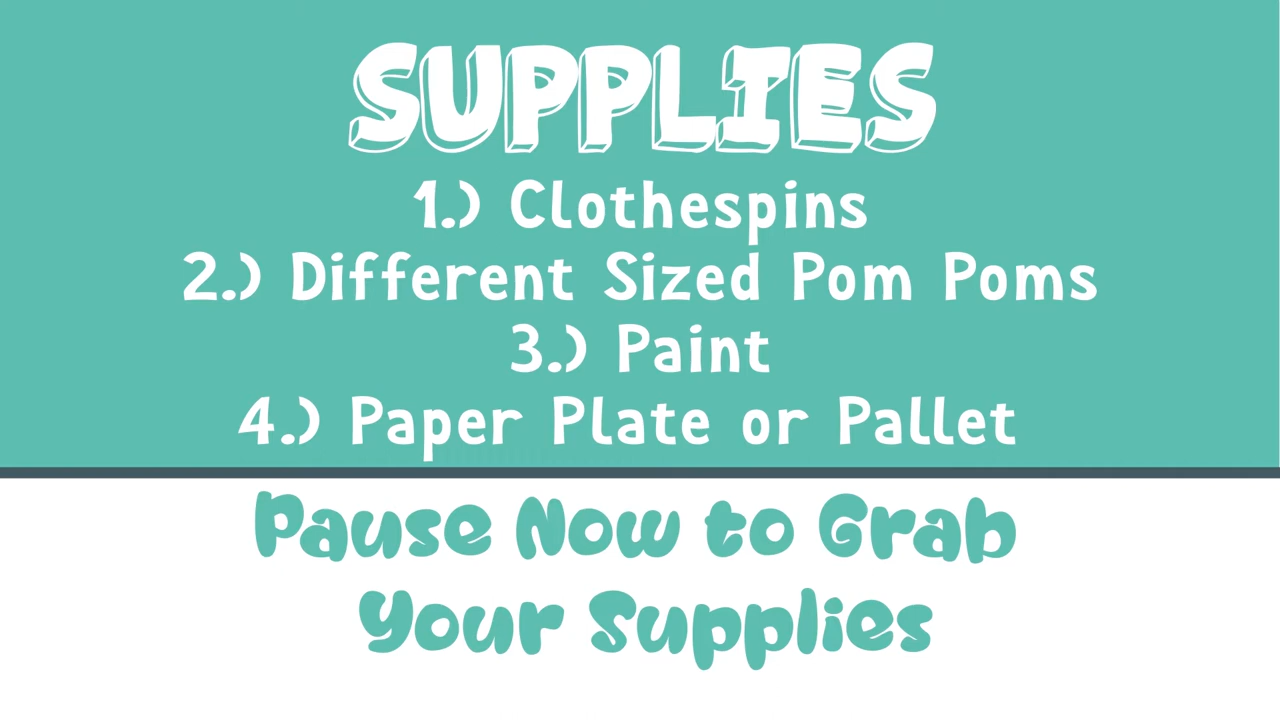 SUPPLIES
1.) Clothespins
2.) Different Sized Pom Poms
3.) Paint
4.) Paper Plate or Pallet
Pause Now to Grab
Your Supplies